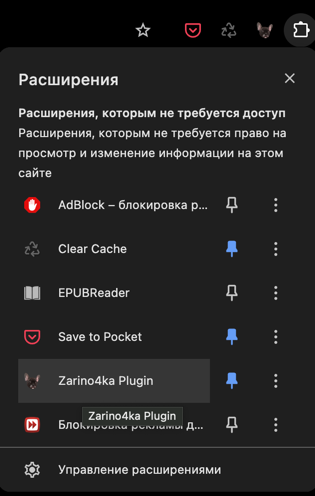 Расширения
Расширения, которым не требуется доступ
Расширения, которым не требуется право на
просмотр и изменение информации на этом
сайте
AdBlock – блокировка р...
Clear Cache
EPUBReader
Save to Pocket
Zarino4ka Plugin
Zarino4ka Plugin
Блокировка рекламы д...
Управление расширениями